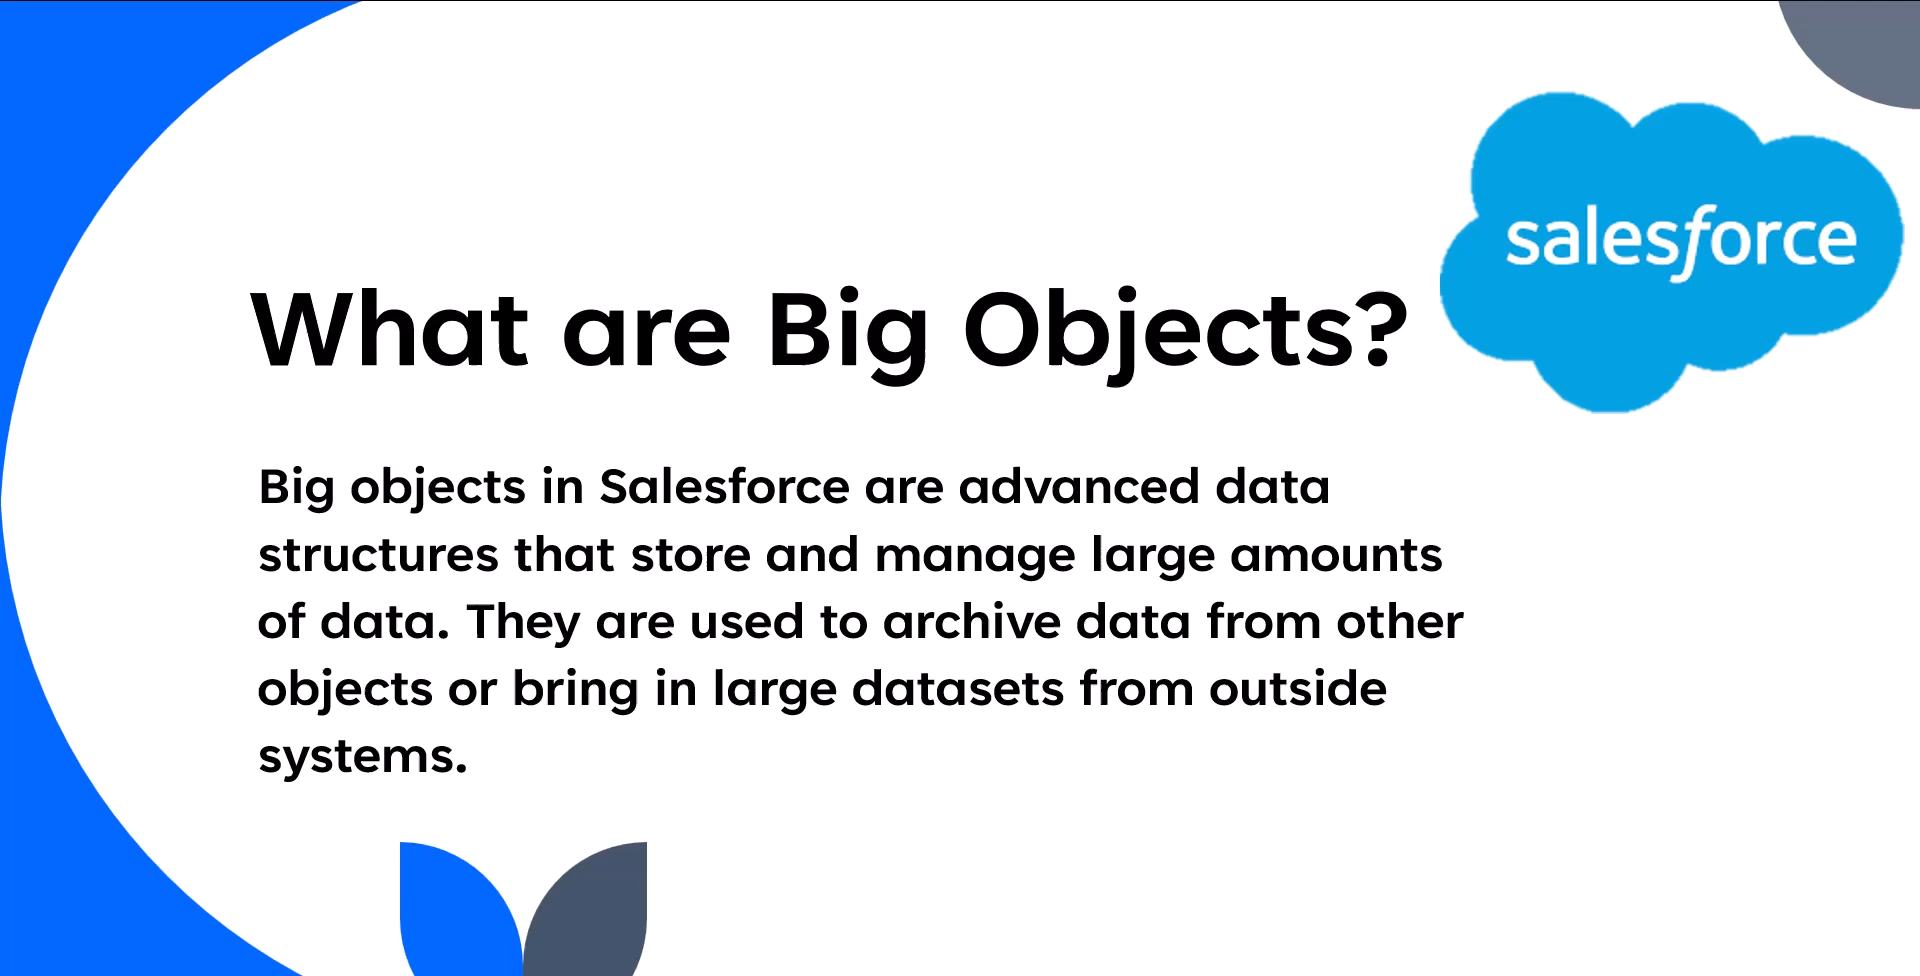 salesforce
What are Big Objects?
Big objects in Salesforce are advanced data
structures that store and manage large amounts
of data. They are used to archive data from other
objects or bring in large datasets from outside
systems.